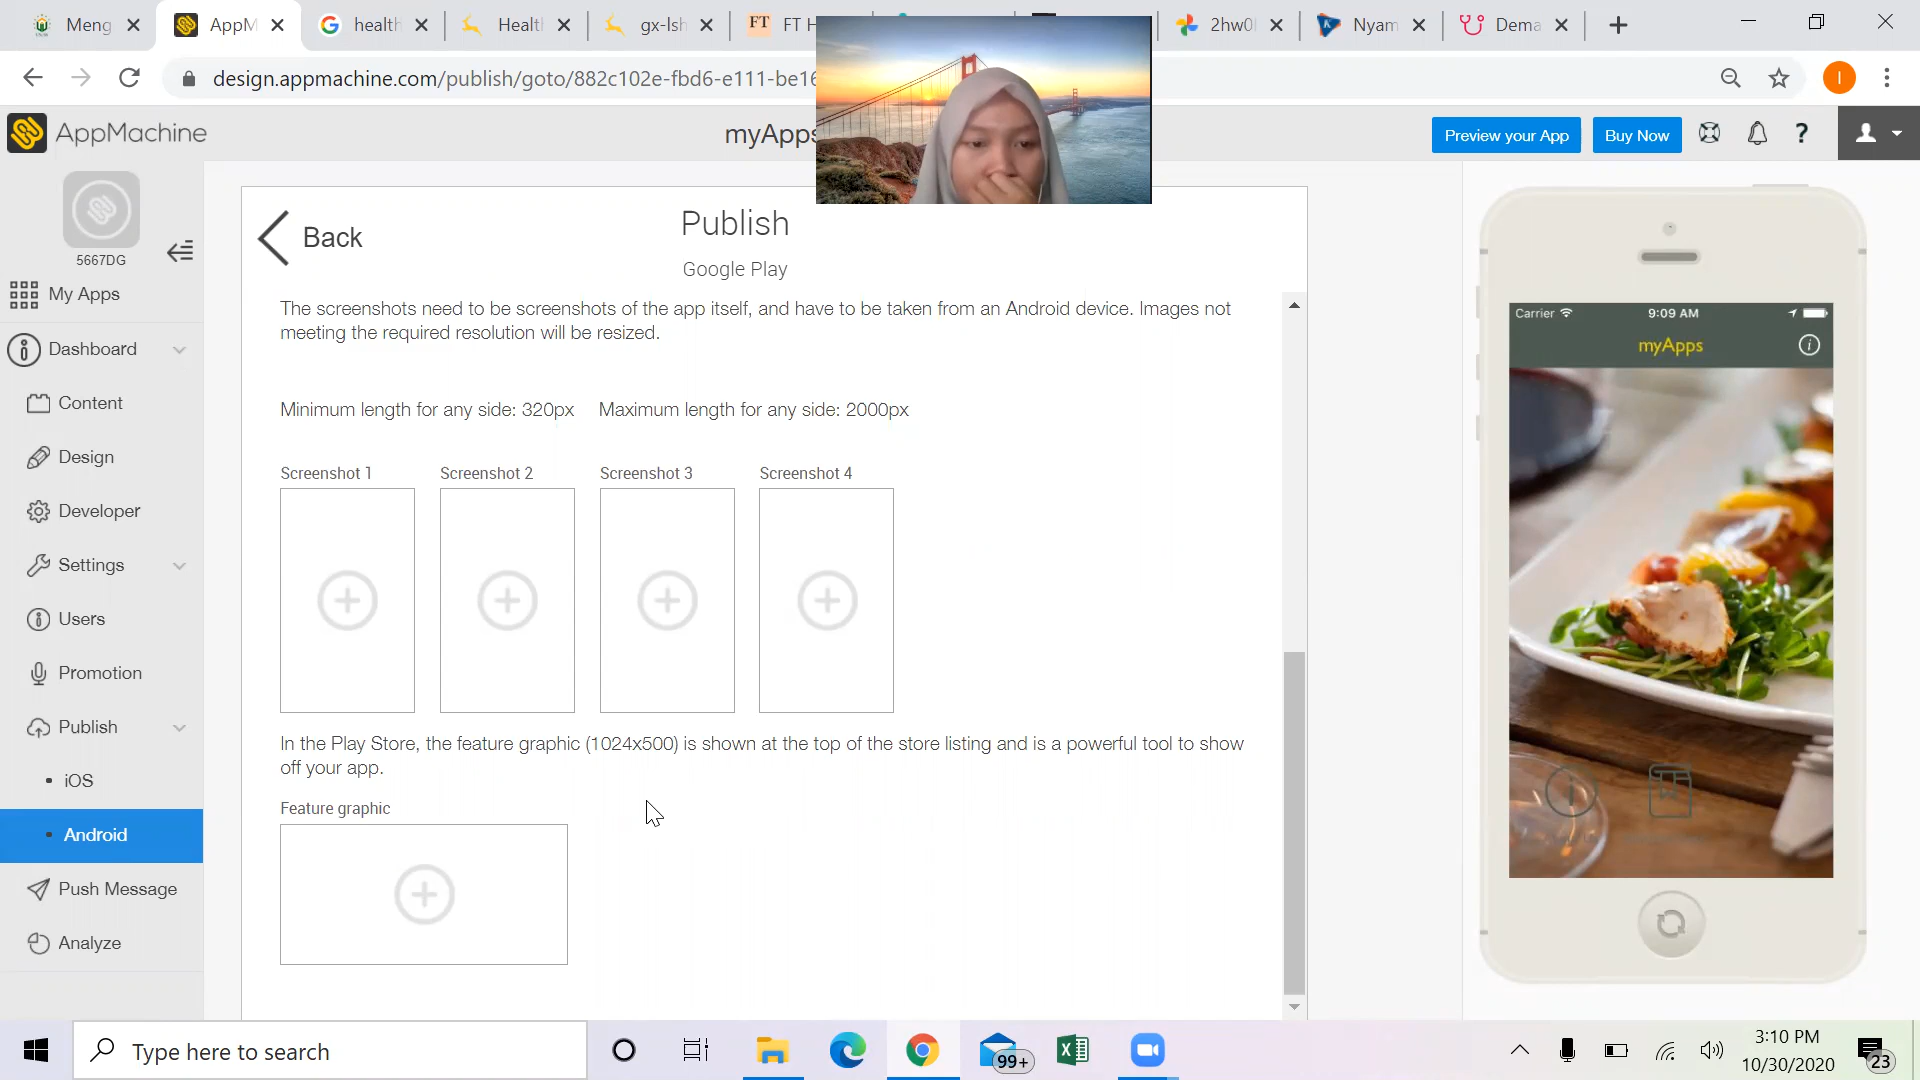 Meng
AppM
health
Healt
gx-lsh
FT
FT H
2hw0
Nyam
Dema
design.appmachine.com/publish/goto/882c102e-fbd6-e111-be16
I
AppMachine
myApps
Preview your App
Buy Now
?
5667DG
My Apps
Dashboard
Content
Design
Developer
Settings
Users
Promotion
Publish
• iOS
• Android
Push Message
Analyze
Back
Publish
Google Play
The screenshots need to be screenshots of the app itself, and have to be taken from an Android device. Images not
meeting the required resolution will be resized.
Minimum length for any side: 320px Maximum length for any side: 2000px
Screenshot 1 Screenshot 2 Screenshot 3 Screenshot 4
In the Play Store, the feature graphic (1024x500) is shown at the top of the store listing and is a powerful tool to show
off your app.
Feature graphic
Carrier 9:09 AM
myApps
Type here to search
99+
3:10 PM
10/30/2020
23